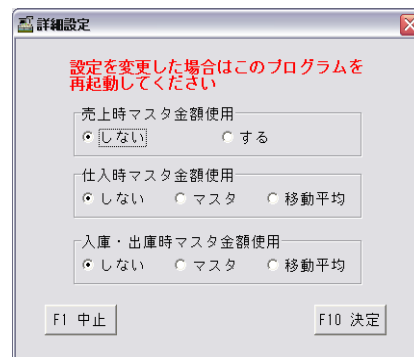 詳細設定
設定を変更した場合はこのプログラムを
再起動してください
売上時マスタ金額使用
しない する
仕入時マスタ金額使用
しない マスタ 移動平均
入庫・出庫時マスタ金額使用
しない マスタ 移動平均
F1 中止 F10 決定